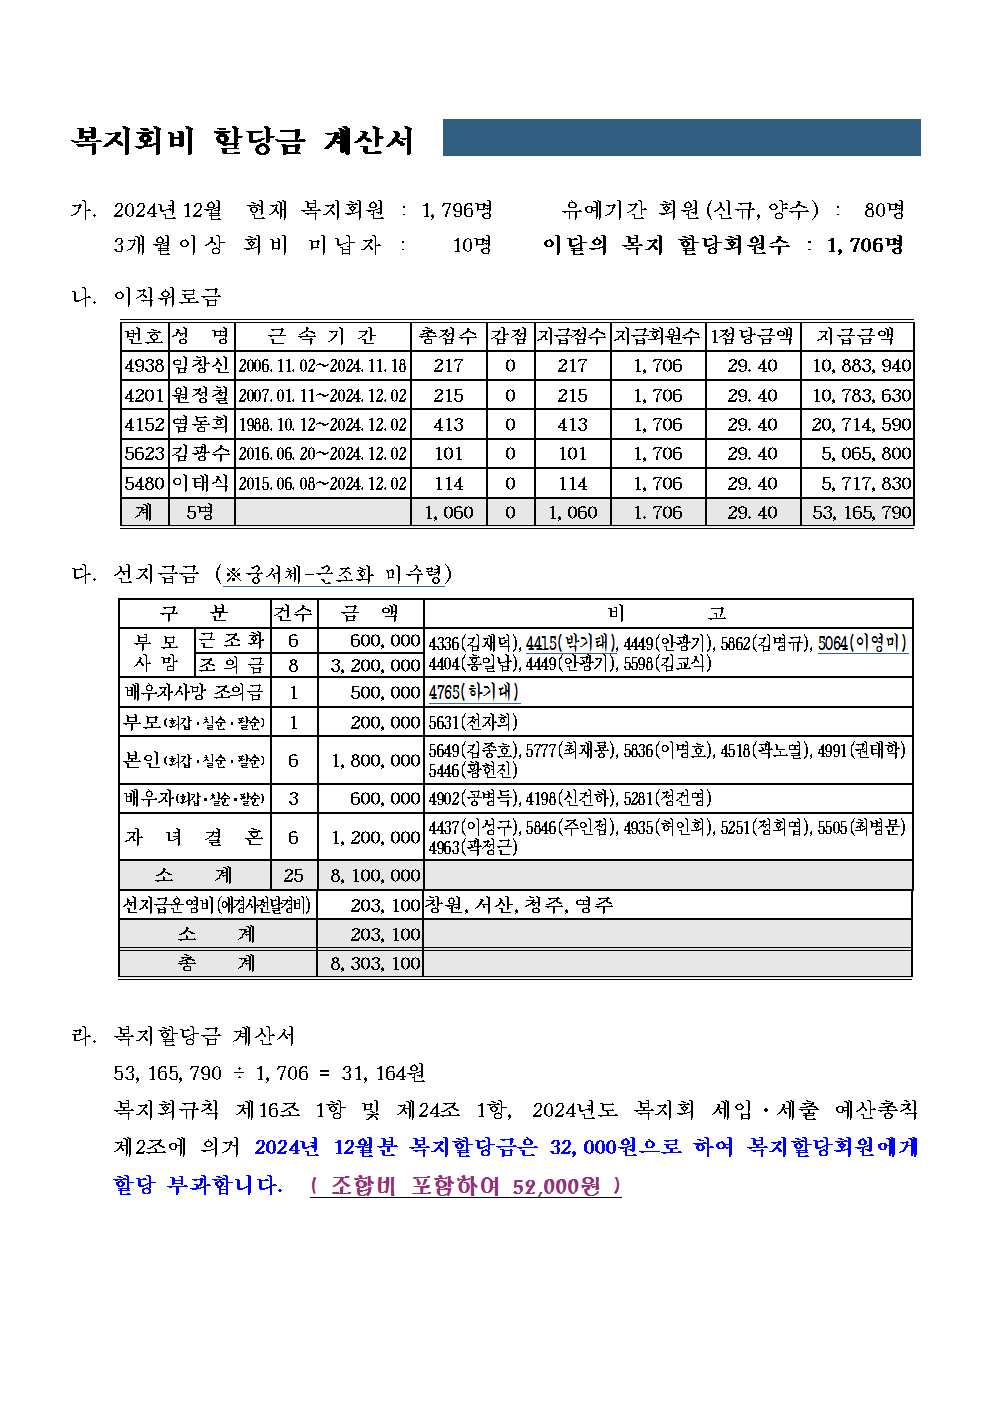 복지회비 할당금 계산서
가. 2024년 12월 현재 복지회원 : 1,796명 유예기간 회원(신규,양수) : 80명
3개월이상 회비 미납자 : 10명 이달의 복지 할당회원수 : 1,706명
나. 이직위로금
번호 성 명 근 속 기 간 총점수 감점 지급점수 지급회원수 1점당금액 지급금액
4938 임창신 2006.11.02~2024.11.18 217 0 217 1,706 29.40 10,883,940
4201 원정철 2007.01.11~2024.12.02 215 0 215 1,706 29.40 10,783,630
4152 염동희 1988.10.12~2024.12.02 413 0 413 1,706 29.40 20,714,590
5623 김광수 2016.06.20~2024.12.02 101 0 101 1,706 29.40 5,065,800
5480 이태식 2015.06.08~2024.12.02 114 0 114 1,706 29.40 5,717,830
계 5명 1,060 0 1,060 1.706 29.40 53,165,790
다. 선지급금 (※궁서체-근조화 미수령)
구 분 건수 금 액 비 고
부 모 근 조 화 6 600,000 4336(김재덕), 4415(박기태), 4449(안광기), 5862(김명규), 5064(이영미)
사 망 조 의 금 8 3,200,000 4404(홍일남), 4449(안광기), 5598(김교식)
배우자사망 조의금 1 500,000 4765(하기대)
부모(회갑·칠순·팔순) 1 200,000 5631(전자희)
본인(회갑·칠순·팔순) 6 1,800,000 5649(김종호), 5777(최재룡), 5836(이명호), 4518(곽노열), 4991(권태학)
5446(황현진)
배우자(회갑·칠순·팔순) 3 600,000 4902(공병득), 4198(신건하), 5281(정건영)
자 녀 결 혼 6 1,200,000 4437(이성구), 5846(주인점), 4935(허인회), 5251(정회엽), 5505(최병문)
4963(곽정근)
소 계 25 8,100,000
선지급운영비(애경사전달경비) 203,100 창원, 서산, 청주, 영주
소 계 203,100
총 계 8,303,100
라. 복지할당금 계산서
53,165,790 ÷ 1,706 = 31,164원
복지회규칙 제16조 1항 및 제24조 1항, 2024년도 복지회 세입·세출 예산총칙
제2조에 의거 2024년 12월분 복지할당금은 32,000원으로 하여 복지할당회원에게
할당 부과합니다. ( 조합비 포함하여 52,000원 )